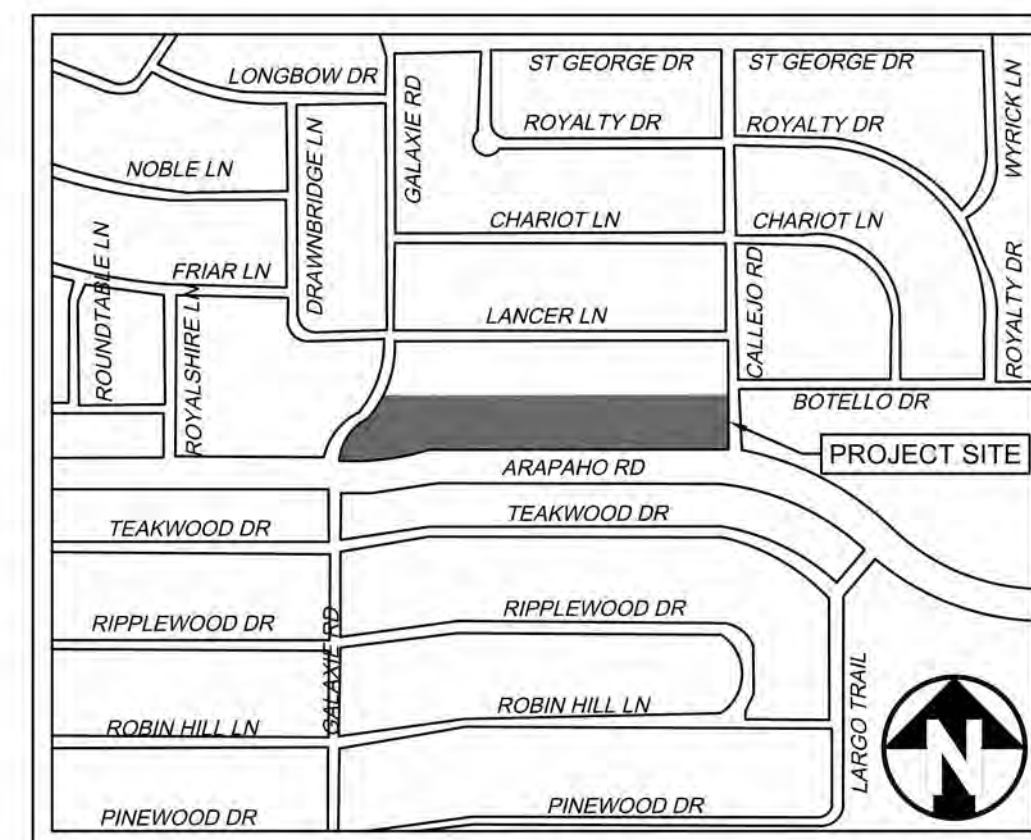 LONGBOW DR
ST GEORGE DR
ST GEORGE DR
WYRICK LN
GALAXIE RD
DRAWNBRIDGE LN
ROYALTY DR
ROYALTY DR
NOBLE LN
CHARIOT LN
CHARIOT LN
ROUNDTABLE LN
FRIAR LN
ROYALSHIRE LN
LANCER LN
CALLEJO RD
ROYALTY DR
BOTELLO DR
PROJECT SITE
ARAPAHO RD
TEAKWOOD DR
TEAKWOOD DR
RIPPLEWOOD DR
RIPPLEWOOD DR
GALAXIE RD
LARGO TRAIL
ROBIN HILL LN
ROBIN HILL LN
N
PINEWOOD DR
PINEWOOD DR